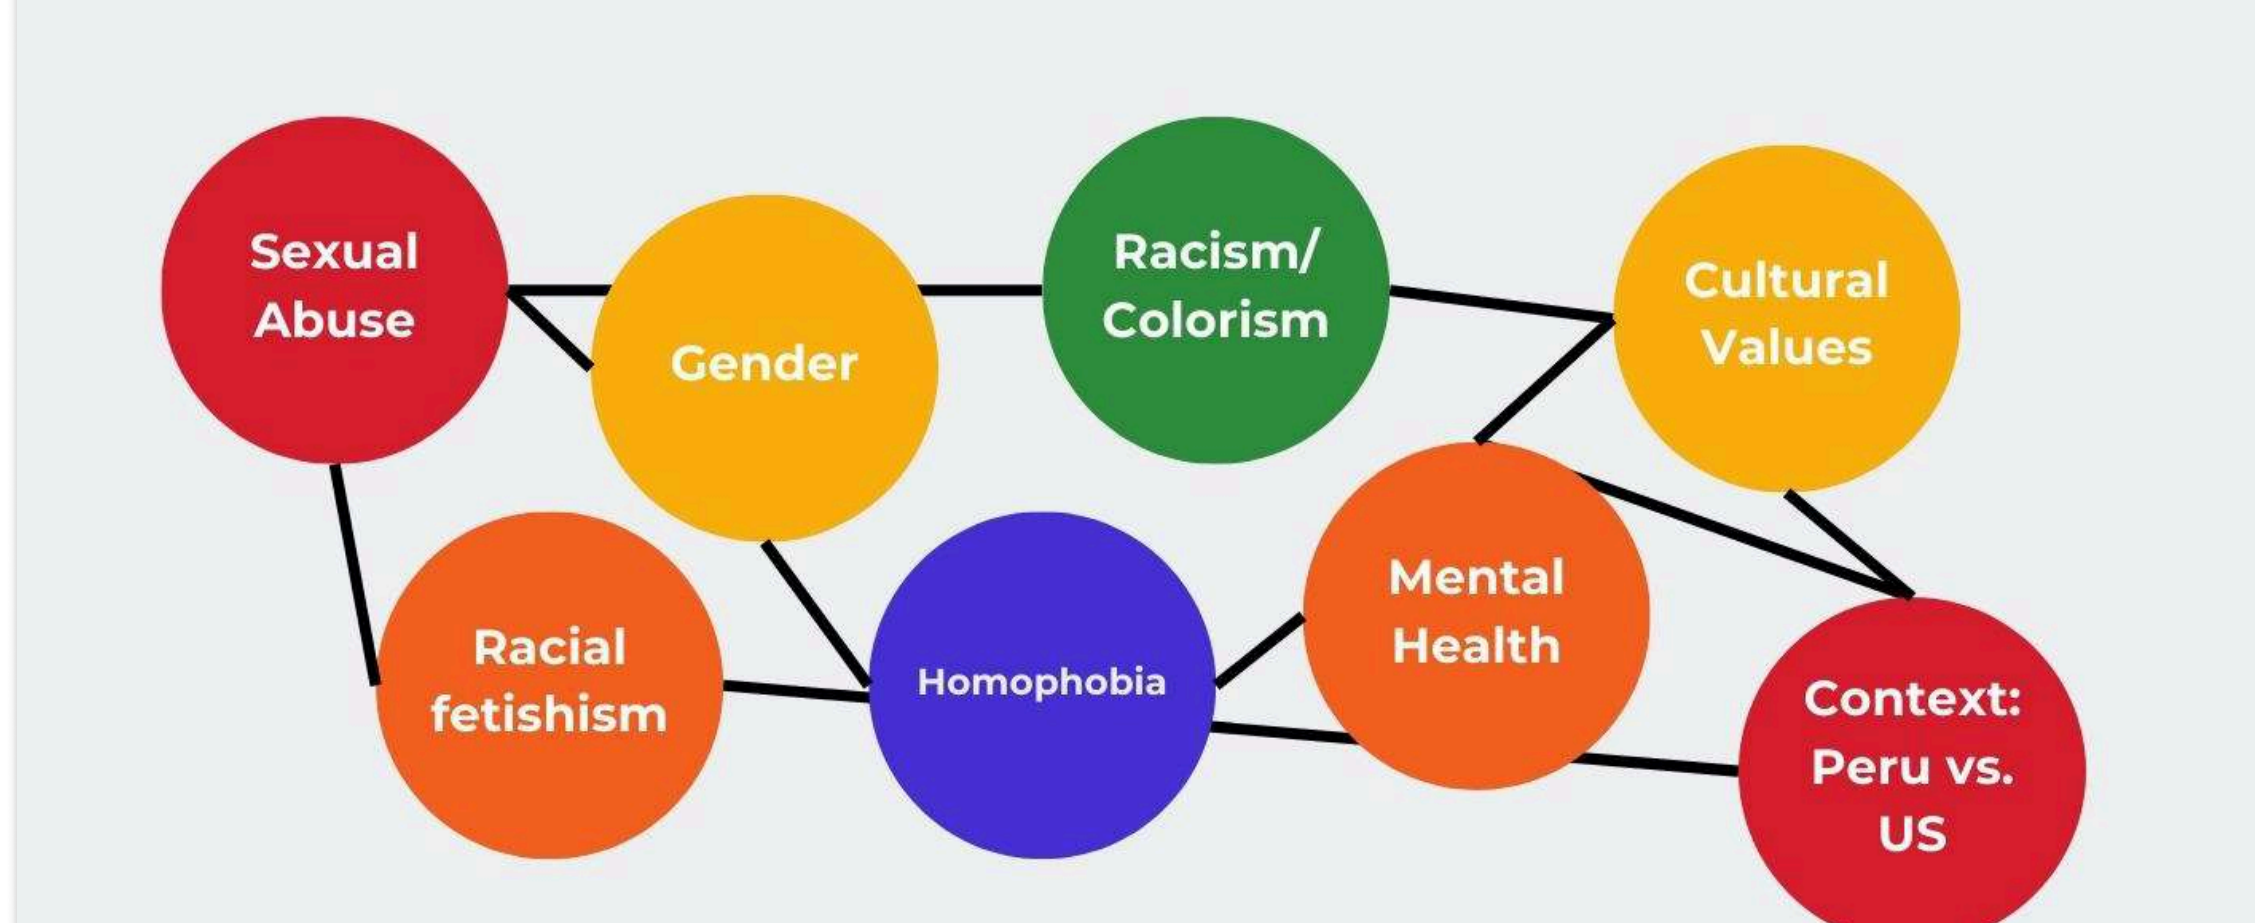 Sexual
Abuse
Gender
Racism/
Colorism
Cultural
Values
Racial
fetishism
Homophobia
Mental
Health
Context:
Peru vs.
US